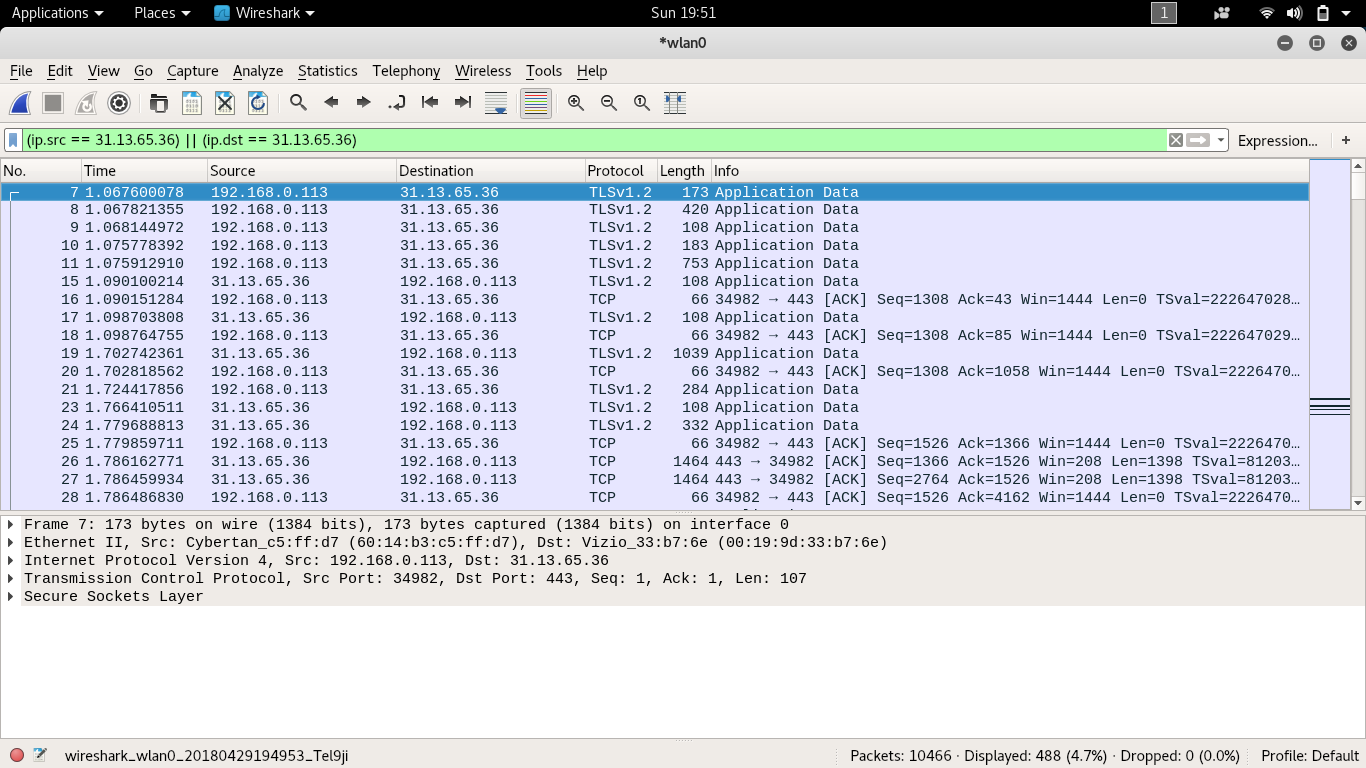 Applications Places Wireshark Sun 19:51 1
*wlan0
File Edit View Go Capture Analyze Statistics Telephony Wireless Tools Help
(ip.src == 31.13.65.36) || (ip.dst == 31.13.65.36) Expression... +
No. Time Source Destination Protocol Length Info
7 1.067600078 192.168.0.113 31.13.65.36 TLSv1.2 173 Application Data
8 1.067821355 192.168.0.113 31.13.65.36 TLSv1.2 420 Application Data
9 1.068144972 192.168.0.113 31.13.65.36 TLSv1.2 108 Application Data
10 1.075778392 192.168.0.113 31.13.65.36 TLSv1.2 183 Application Data
11 1.075912910 192.168.0.113 31.13.65.36 TLSv1.2 753 Application Data
15 1.090100214 31.13.65.36 192.168.0.113 TLSv1.2 108 Application Data
16 1.090151284 192.168.0.113 31.13.65.36 TCP 66 34982 → 443 [ACK] Seq=1308 Ack=43 Win=1444 Len=0 TSval=222647028…
17 1.098703808 31.13.65.36 192.168.0.113 TLSv1.2 108 Application Data
18 1.098764755 192.168.0.113 31.13.65.36 TCP 66 34982 → 443 [ACK] Seq=1308 Ack=85 Win=1444 Len=0 TSval=222647029…
19 1.702742361 31.13.65.36 192.168.0.113 TLSv1.2 1039 Application Data
20 1.702818562 192.168.0.113 31.13.65.36 TCP 66 34982 → 443 [ACK] Seq=1308 Ack=1058 Win=1444 Len=0 TSval=2226470…
21 1.724417856 192.168.0.113 31.13.65.36 TLSv1.2 284 Application Data
23 1.766410511 31.13.65.36 192.168.0.113 TLSv1.2 108 Application Data
24 1.779688813 31.13.65.36 192.168.0.113 TLSv1.2 332 Application Data
25 1.779859711 192.168.0.113 31.13.65.36 TCP 66 34982 → 443 [ACK] Seq=1526 Ack=1366 Win=1444 Len=0 TSval=2226470…
26 1.786162771 31.13.65.36 192.168.0.113 TCP 1464 443 → 34982 [ACK] Seq=1366 Ack=1526 Win=208 Len=1398 TSval=81203…
27 1.786459934 31.13.65.36 192.168.0.113 TCP 1464 443 → 34982 [ACK] Seq=2764 Ack=1526 Win=208 Len=1398 TSval=81203…
28 1.786486830 192.168.0.113 31.13.65.36 TCP 66 34982 → 443 [ACK] Seq=1526 Ack=4162 Win=1444 Len=0 TSval=2226470…
Frame 7: 173 bytes on wire (1384 bits), 173 bytes captured (1384 bits) on interface 0
Ethernet II, Src: Cybertan_c5:ff:d7 (60:14:b3:c5:ff:d7), Dst: Vizio_33:b7:6e (00:19:9d:33:b7:6e)
Internet Protocol Version 4, Src: 192.168.0.113, Dst: 31.13.65.36
Transmission Control Protocol, Src Port: 34982, Dst Port: 443, Seq: 1, Ack: 1, Len: 107
Secure Sockets Layer
wireshark_wlan0_20180429194953_Tel9ji Packets: 10466 · Displayed: 488 (4.7%) · Dropped: 0 (0.0%) Profile: Default